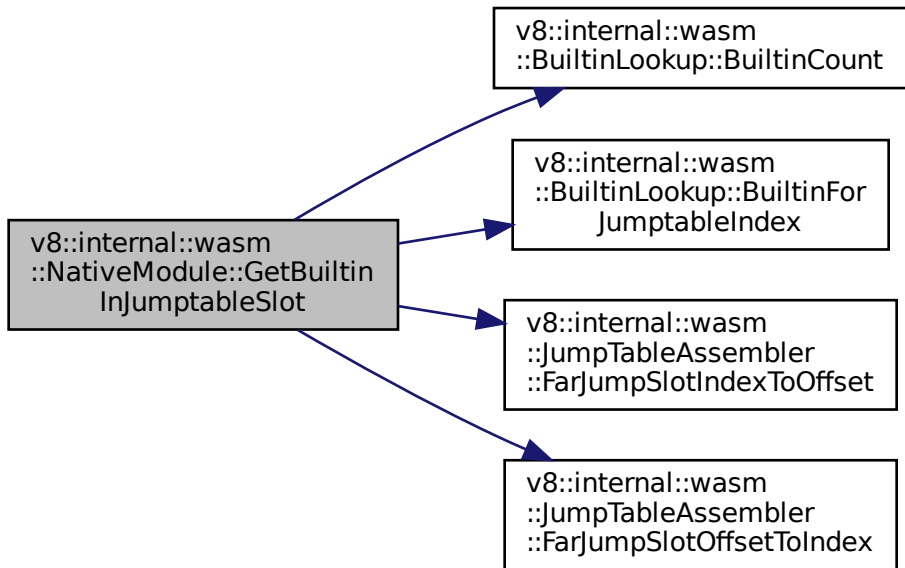 v8::internal::wasm
::BuiltinLookup::BuiltinCount
v8::internal::wasm
::BuiltinLookup::BuiltinFor
JumptableIndex
v8::internal::wasm
::NativeModule::GetBuiltin
InJumptableSlot
v8::internal::wasm
::JumpTableAssembler
::FarJumpSlotIndexToOffset
v8::internal::wasm
::JumpTableAssembler
::FarJumpSlotOffsetToIndex